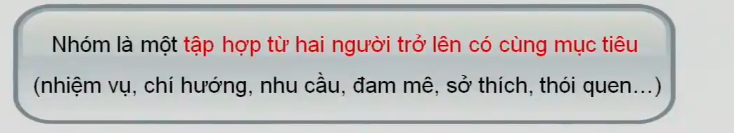 Nhóm là một tập hợp từ hai người trở lên có cùng mục tiêu
(nhiệm vụ, chí hướng, nhu cầu, đam mê, sở thích, thói quen…)